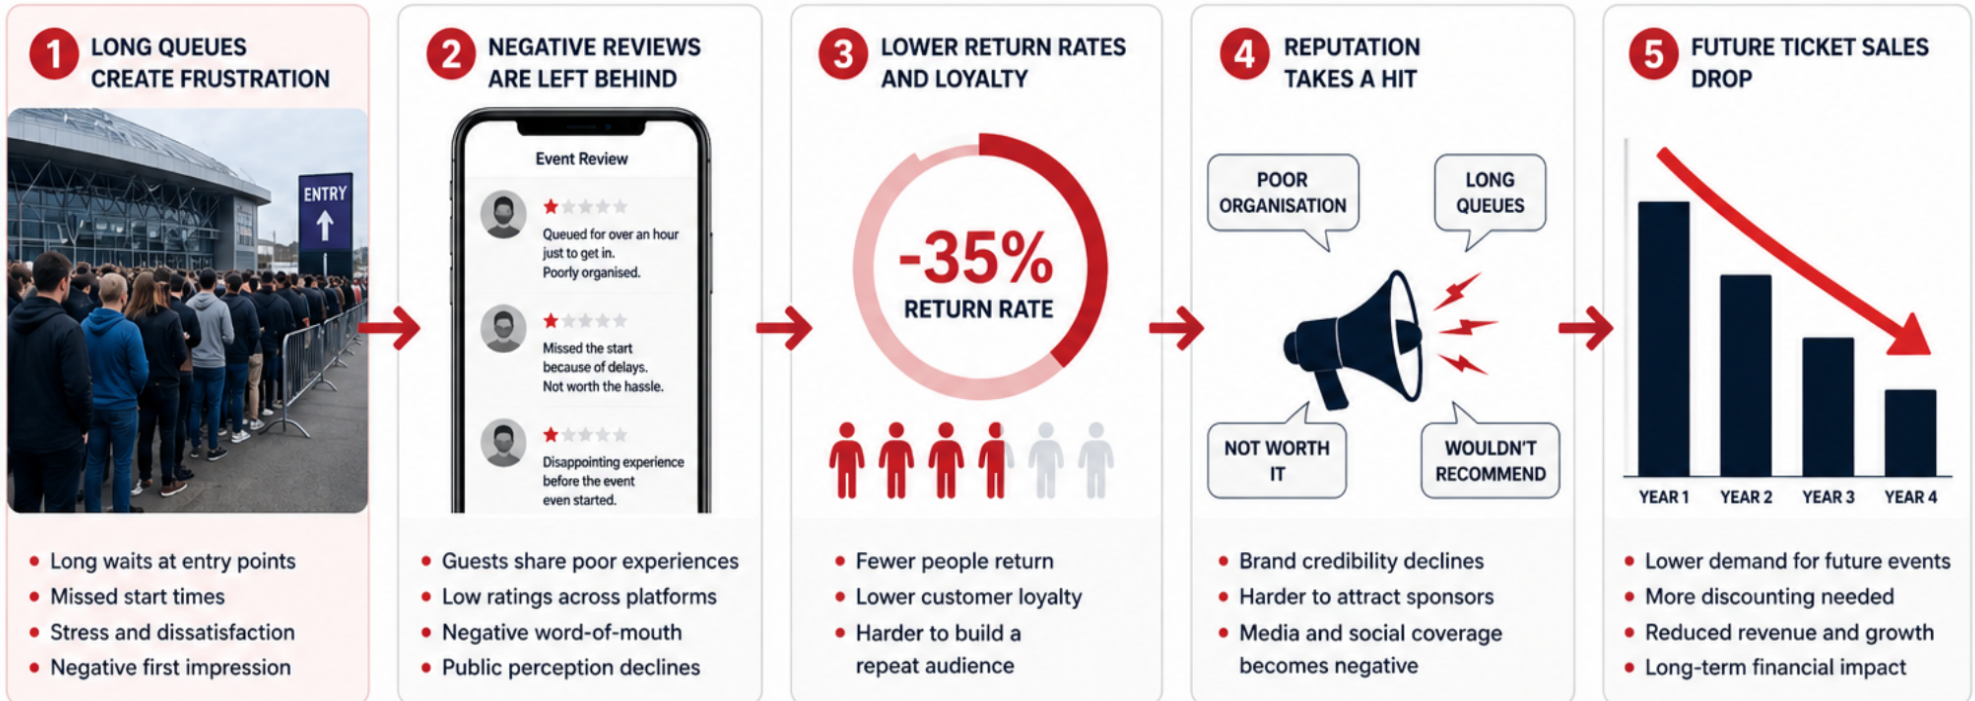 1
LONG QUEUES
CREATE FRUSTRATION
ENTRY
Long waits at entry points
Missed start times
Stress and dissatisfaction
Negative first impression
2
NEGATIVE REVIEWS
ARE LEFT BEHIND
Event Review
Queued for over an hour
just to get in.
Poorly organised.
Missed the start
because of delays.
Not worth the hassle.
Disappointing experience
before the event
even started.
Guests share poor experiences
Low ratings across platforms
Negative word-of-mouth
Public perception declines
3
LOWER RETURN RATES
AND LOYALTY
-35%
RETURN RATE
Fewer people return
Lower customer loyalty
Harder to build a
repeat audience
4
REPUTATION
TAKES A HIT
POOR
ORGANISATION
LONG
QUEUES
NOT WORTH
IT
WOULDN'T
RECOMMEND
Brand credibility declines
Harder to attract sponsors
Media and social coverage
becomes negative
5
FUTURE TICKET SALES
DROP
YEAR 1 YEAR 2 YEAR 3 YEAR 4
Lower demand for future events
More discounting needed
Reduced revenue and growth
Long-term financial impact